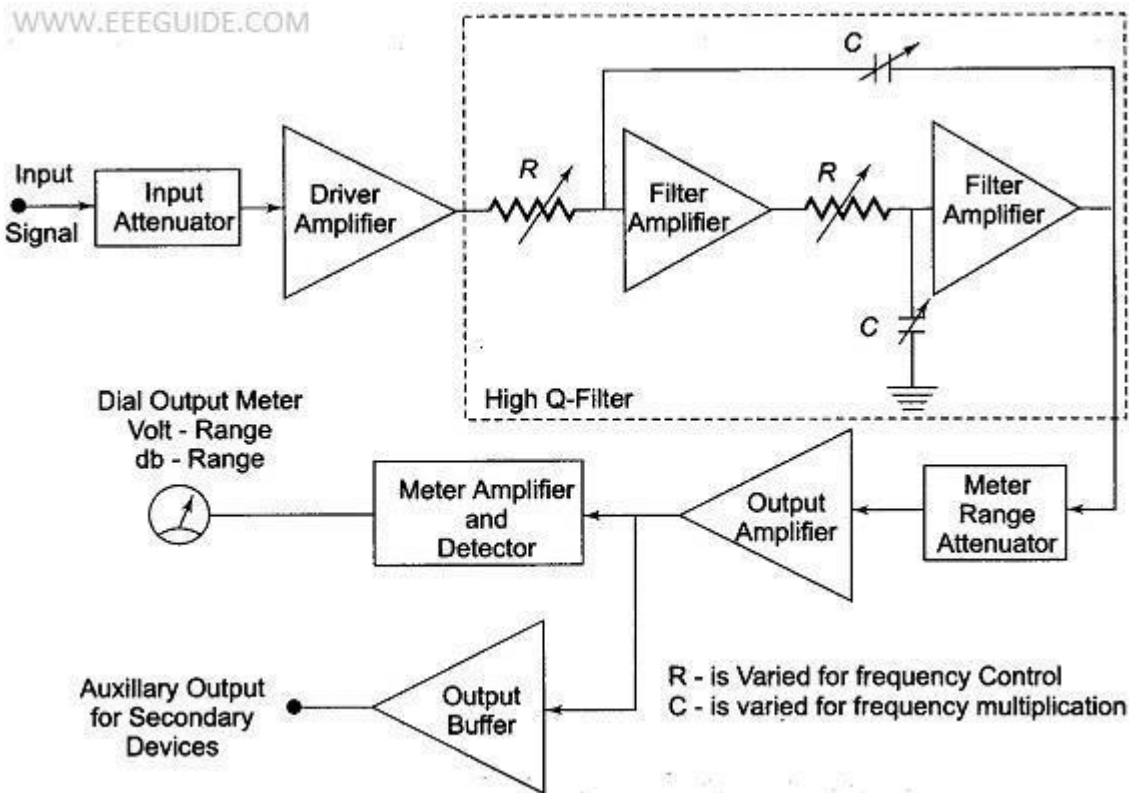 WWW.EEEGUIDE.COM
C
Input
Signal
Input
Attenuator
Driver
Amplifier
R
Filter
Amplifier
R
Filter
Amplifier
C
High Q-Filter
Dial Output Meter
Volt - Range
db - Range
Meter Amplifier
and
Detector
Output
Amplifier
Meter
Range
Attenuator
Auxillary Output
for Secondary
Devices
Output
Buffer
R - is Varied for frequency Control
C - is varied for frequency multiplication